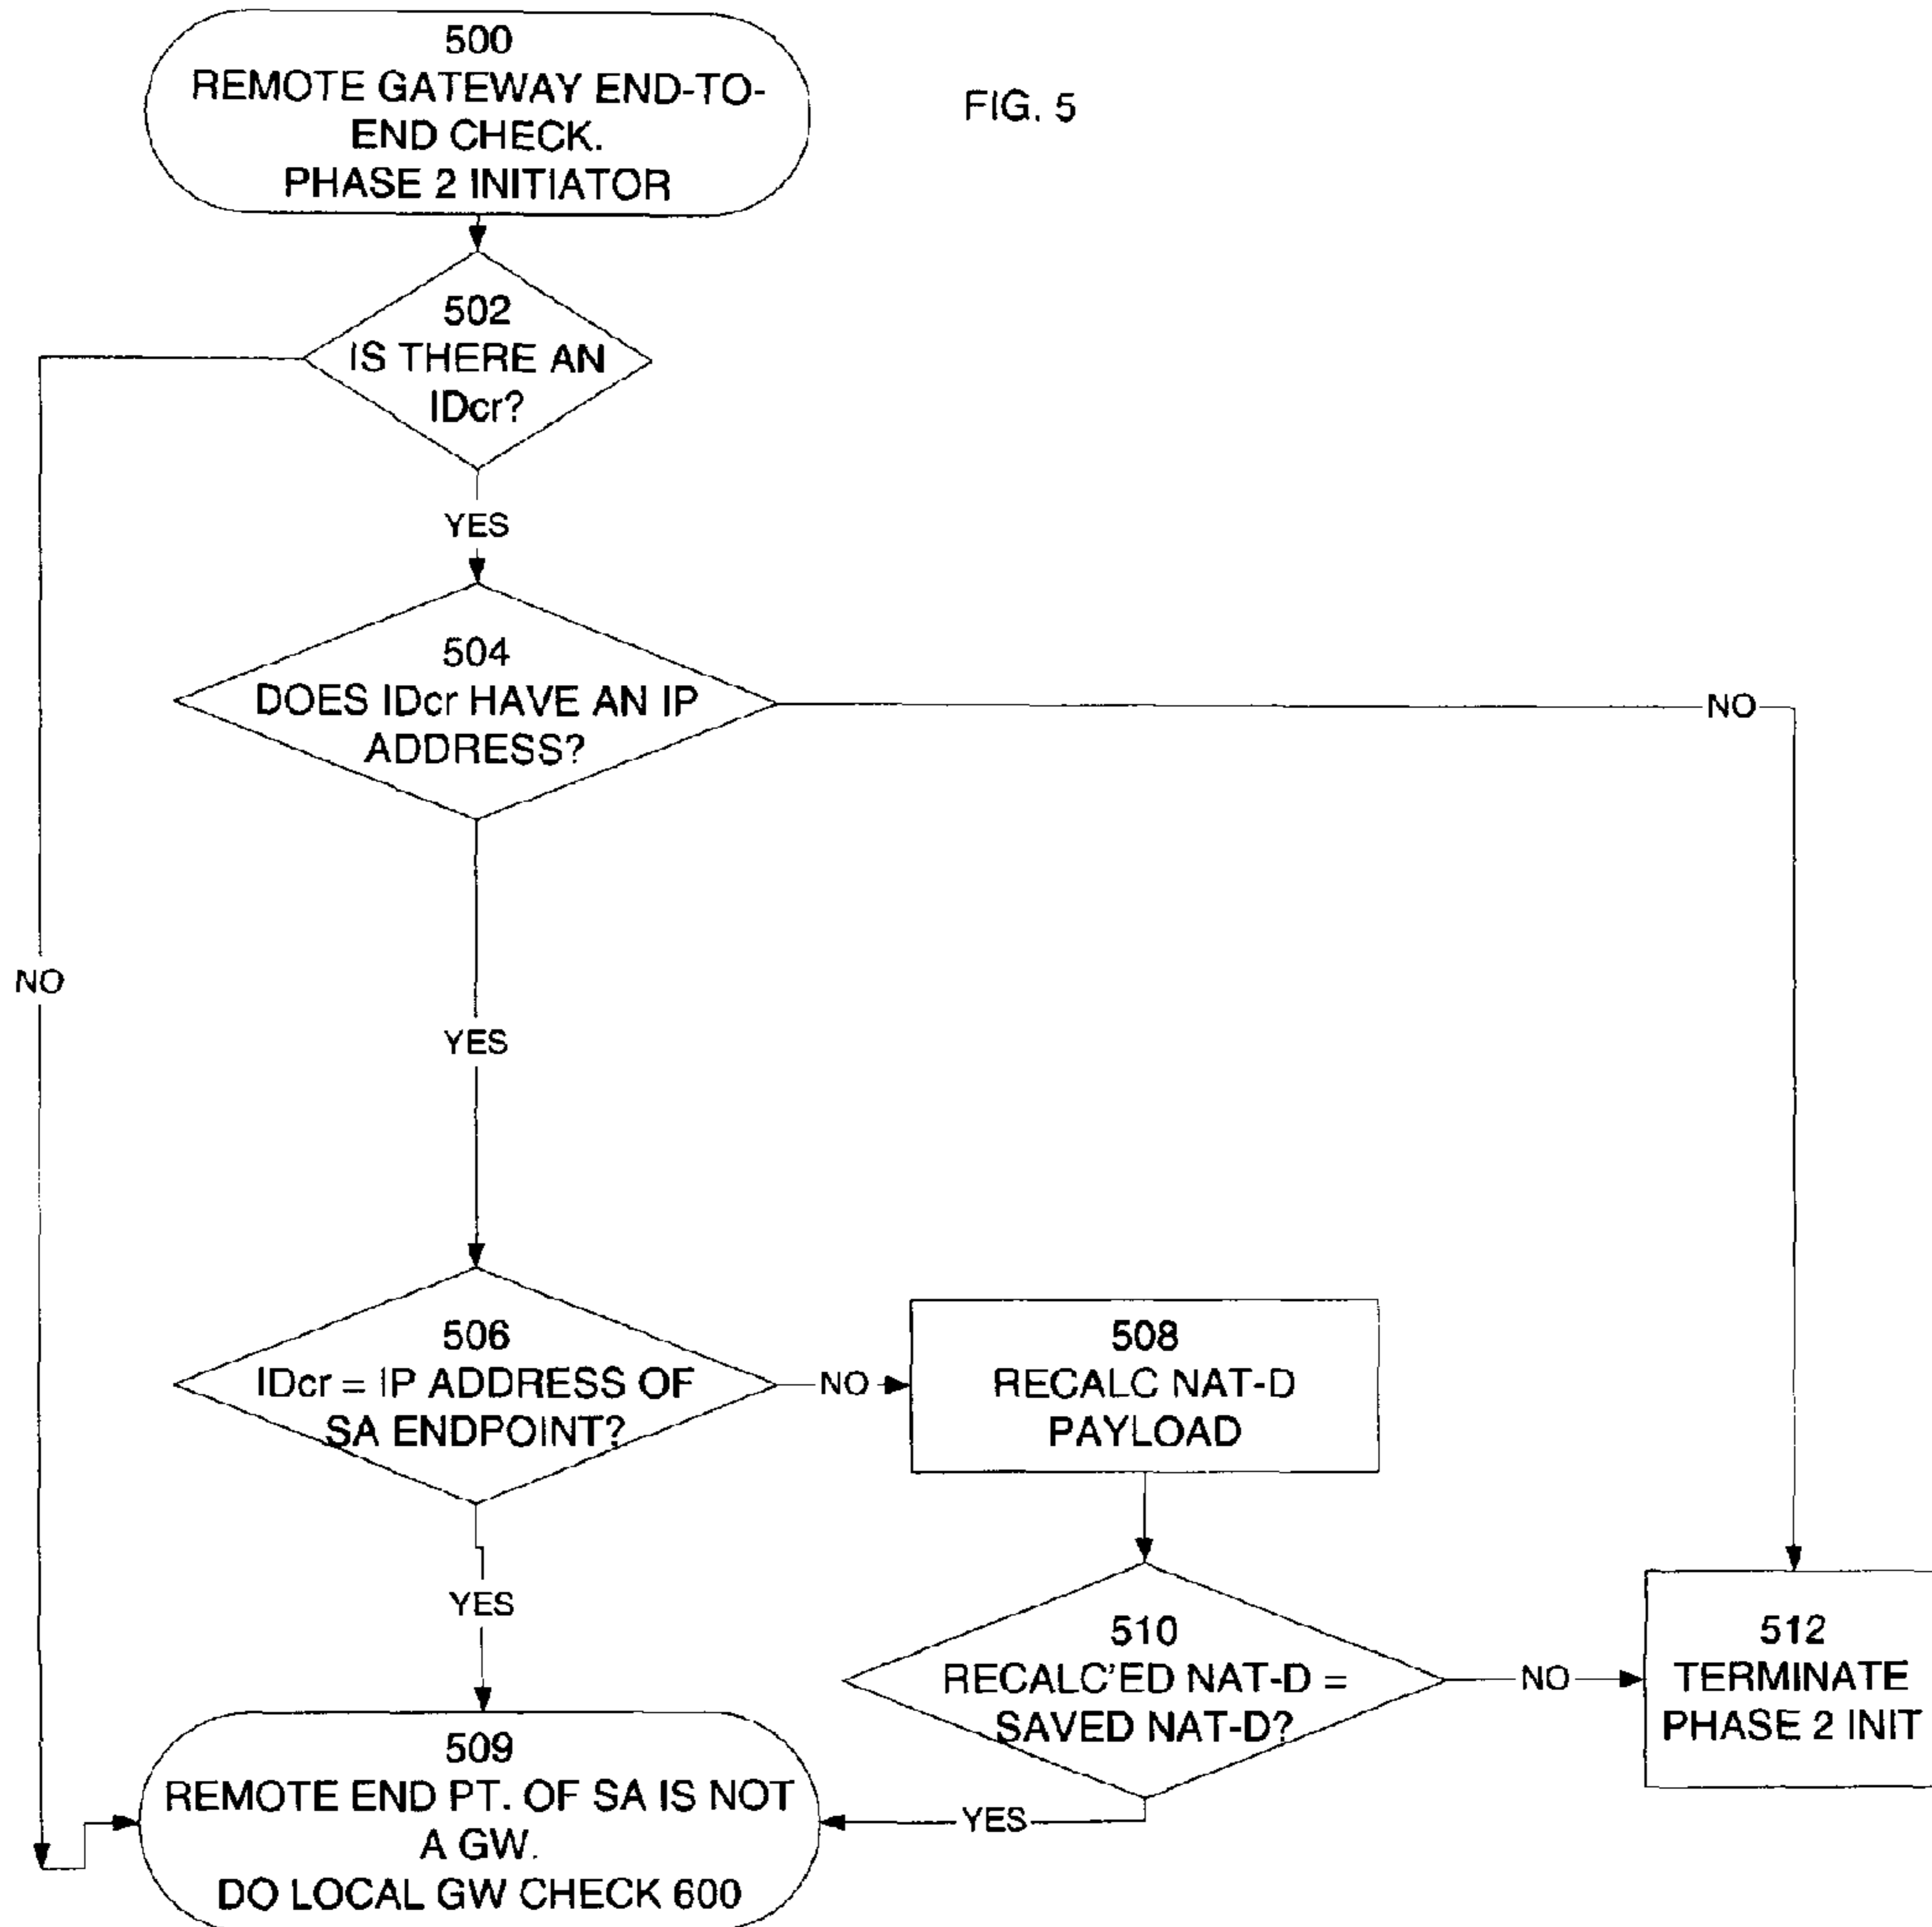 500
REMOTE GATEWAY END-TO-
END CHECK.
PHASE 2 INITIATOR
FIG. 5
502
IS THERE AN
IDcr?
YES
504
DOES IDcr HAVE AN IP
ADDRESS?
NO
NO
YES
506
IDcr = IP ADDRESS OF
SA ENDPOINT?
NO
508
RECALC NAT-D
PAYLOAD
YES
510
RECALC'ED NAT-D =
SAVED NAT-D?
NO
512
TERMINATE
PHASE 2 INIT
509
REMOTE END PT. OF SA IS NOT
A GW.
DO LOCAL GW CHECK 600
YES